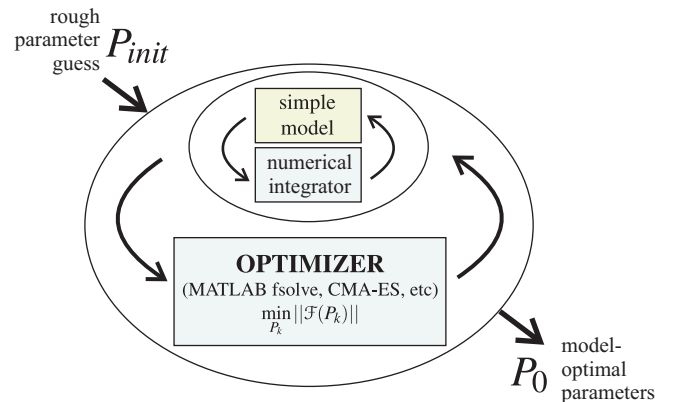 rough
parameter
guess
P_init
simple
model
numerical
integrator
OPTIMIZER
(MATLAB fsolve, CMA-ES, etc)
min ||ℱ(P_k)||
P_k
P_0
model-
optimal
parameters